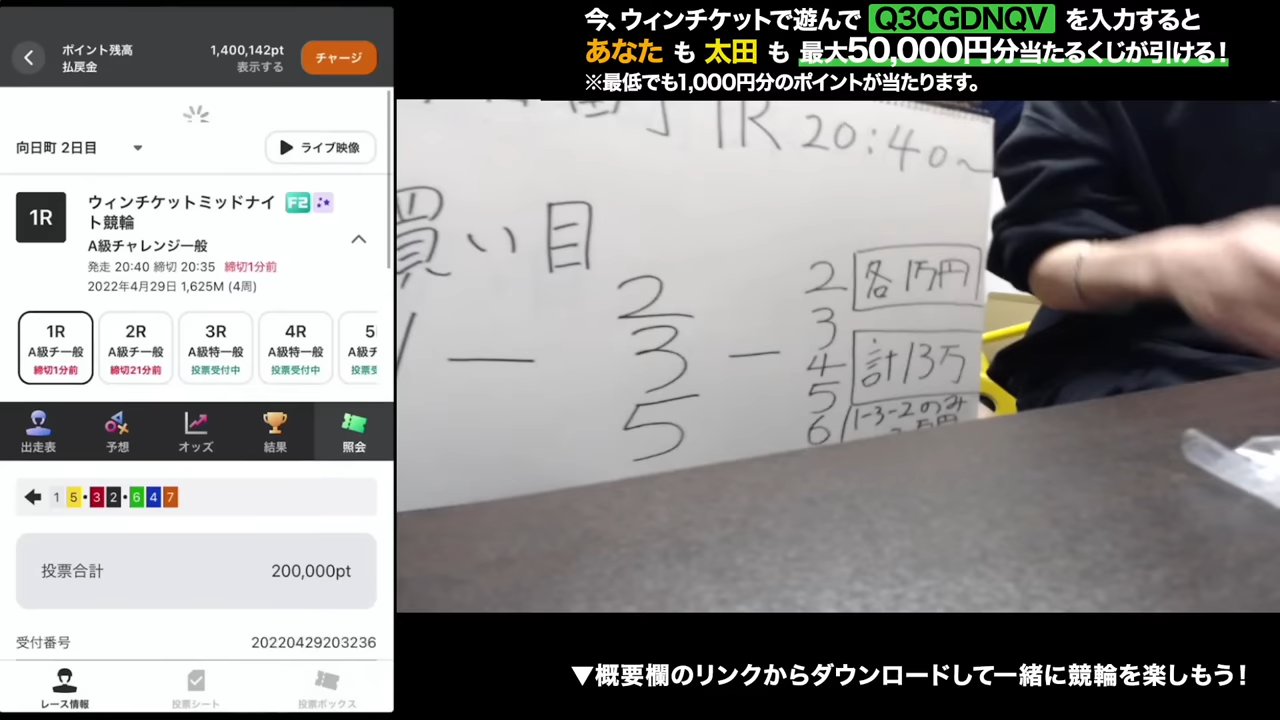 ポイント残高
1,400,142pt
チャージ
払戻金
表示する
向日町 2日目
ライブ映像
1R
ウィンチケットミッドナイ
ト競輪
F2
A級チャレンジ一般
発走 20:40 締切 20:35 締切1分前
2022年4月29日 1,625M (4周)
1R
A級チ一般
締切1分前
2R
A級チ一般
締切21分前
3R
A級特一般
投票受付中
4R
A級特一般
投票受付中
5
A級チ
投票受
出走表
予想
オッズ
結果
照会
1 5・3 2・6 4 7
投票合計
200,000pt
受付番号
20220429203236
レース情報
投票シート
投票ボックス
今、ウィンチケットで遊んで Q3CGDNQV を入力すると
あなた も 太田 も 最大50,000円分当たるくじが引ける!
※最低でも1,000円分のポイントが当たります。
1R 20:40〜
買い目
1 — 2 3 5 — 2 3 4 5 6
各1万円
計13万
1-3-2のみ
▼概要欄のリンクからダウンロードして一緒に競輪を楽しもう!